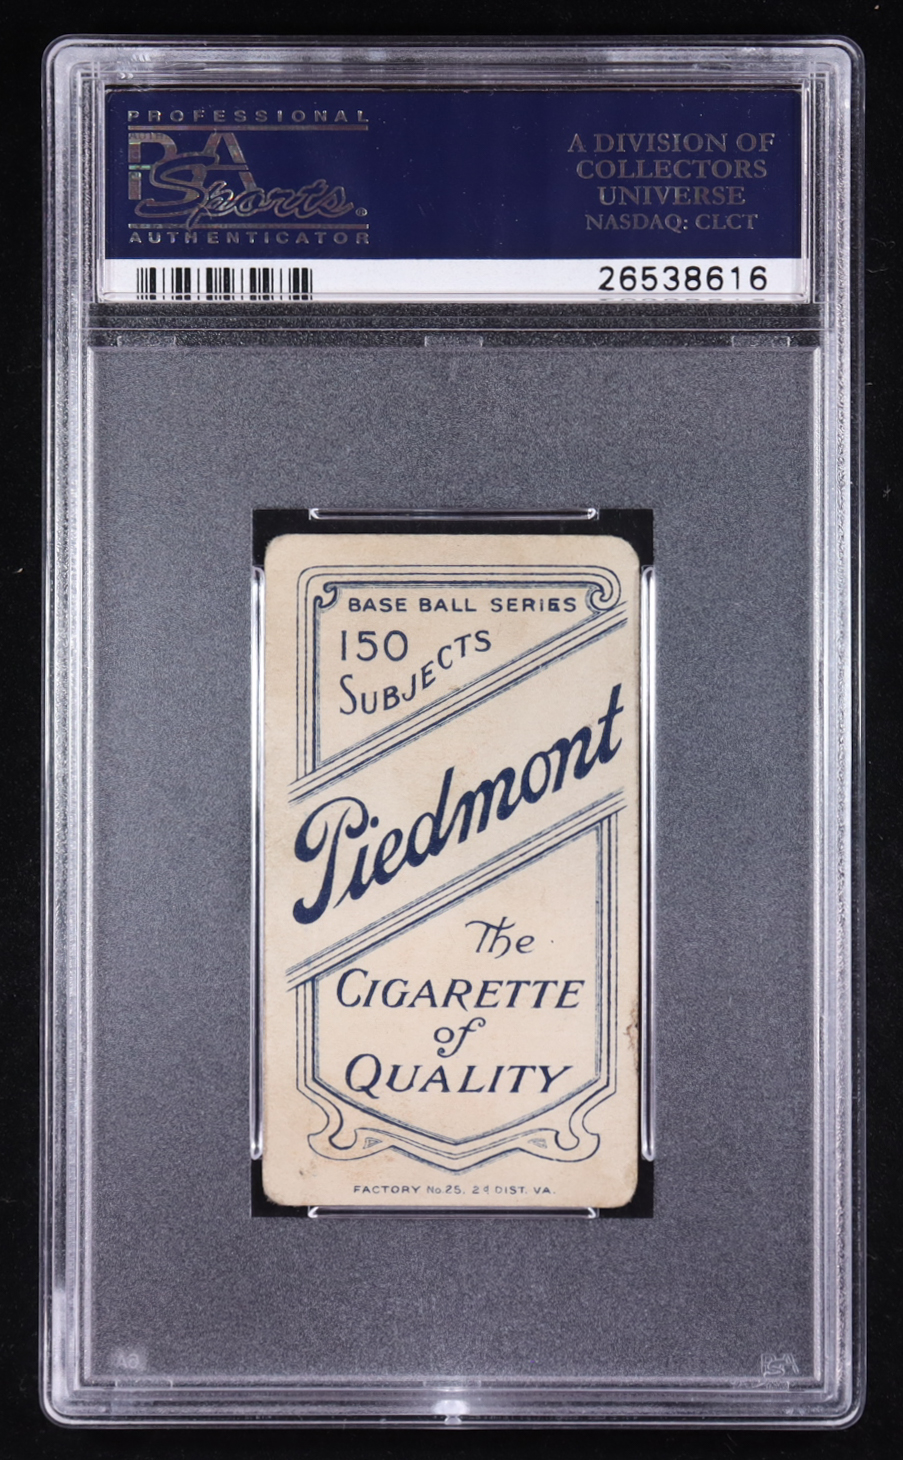 PROFESSIONAL
PSA
Sports
AUTHENTICATOR
A DIVISION OF
COLLECTORS
UNIVERSE
NASDAQ: CLCT
26538616
BASE BALL SERIES
150
SUBJECTS
Piedmont
The
CIGARETTE
of
QUALITY
FACTORY No. 25, 2d DIST. VA.
PSA